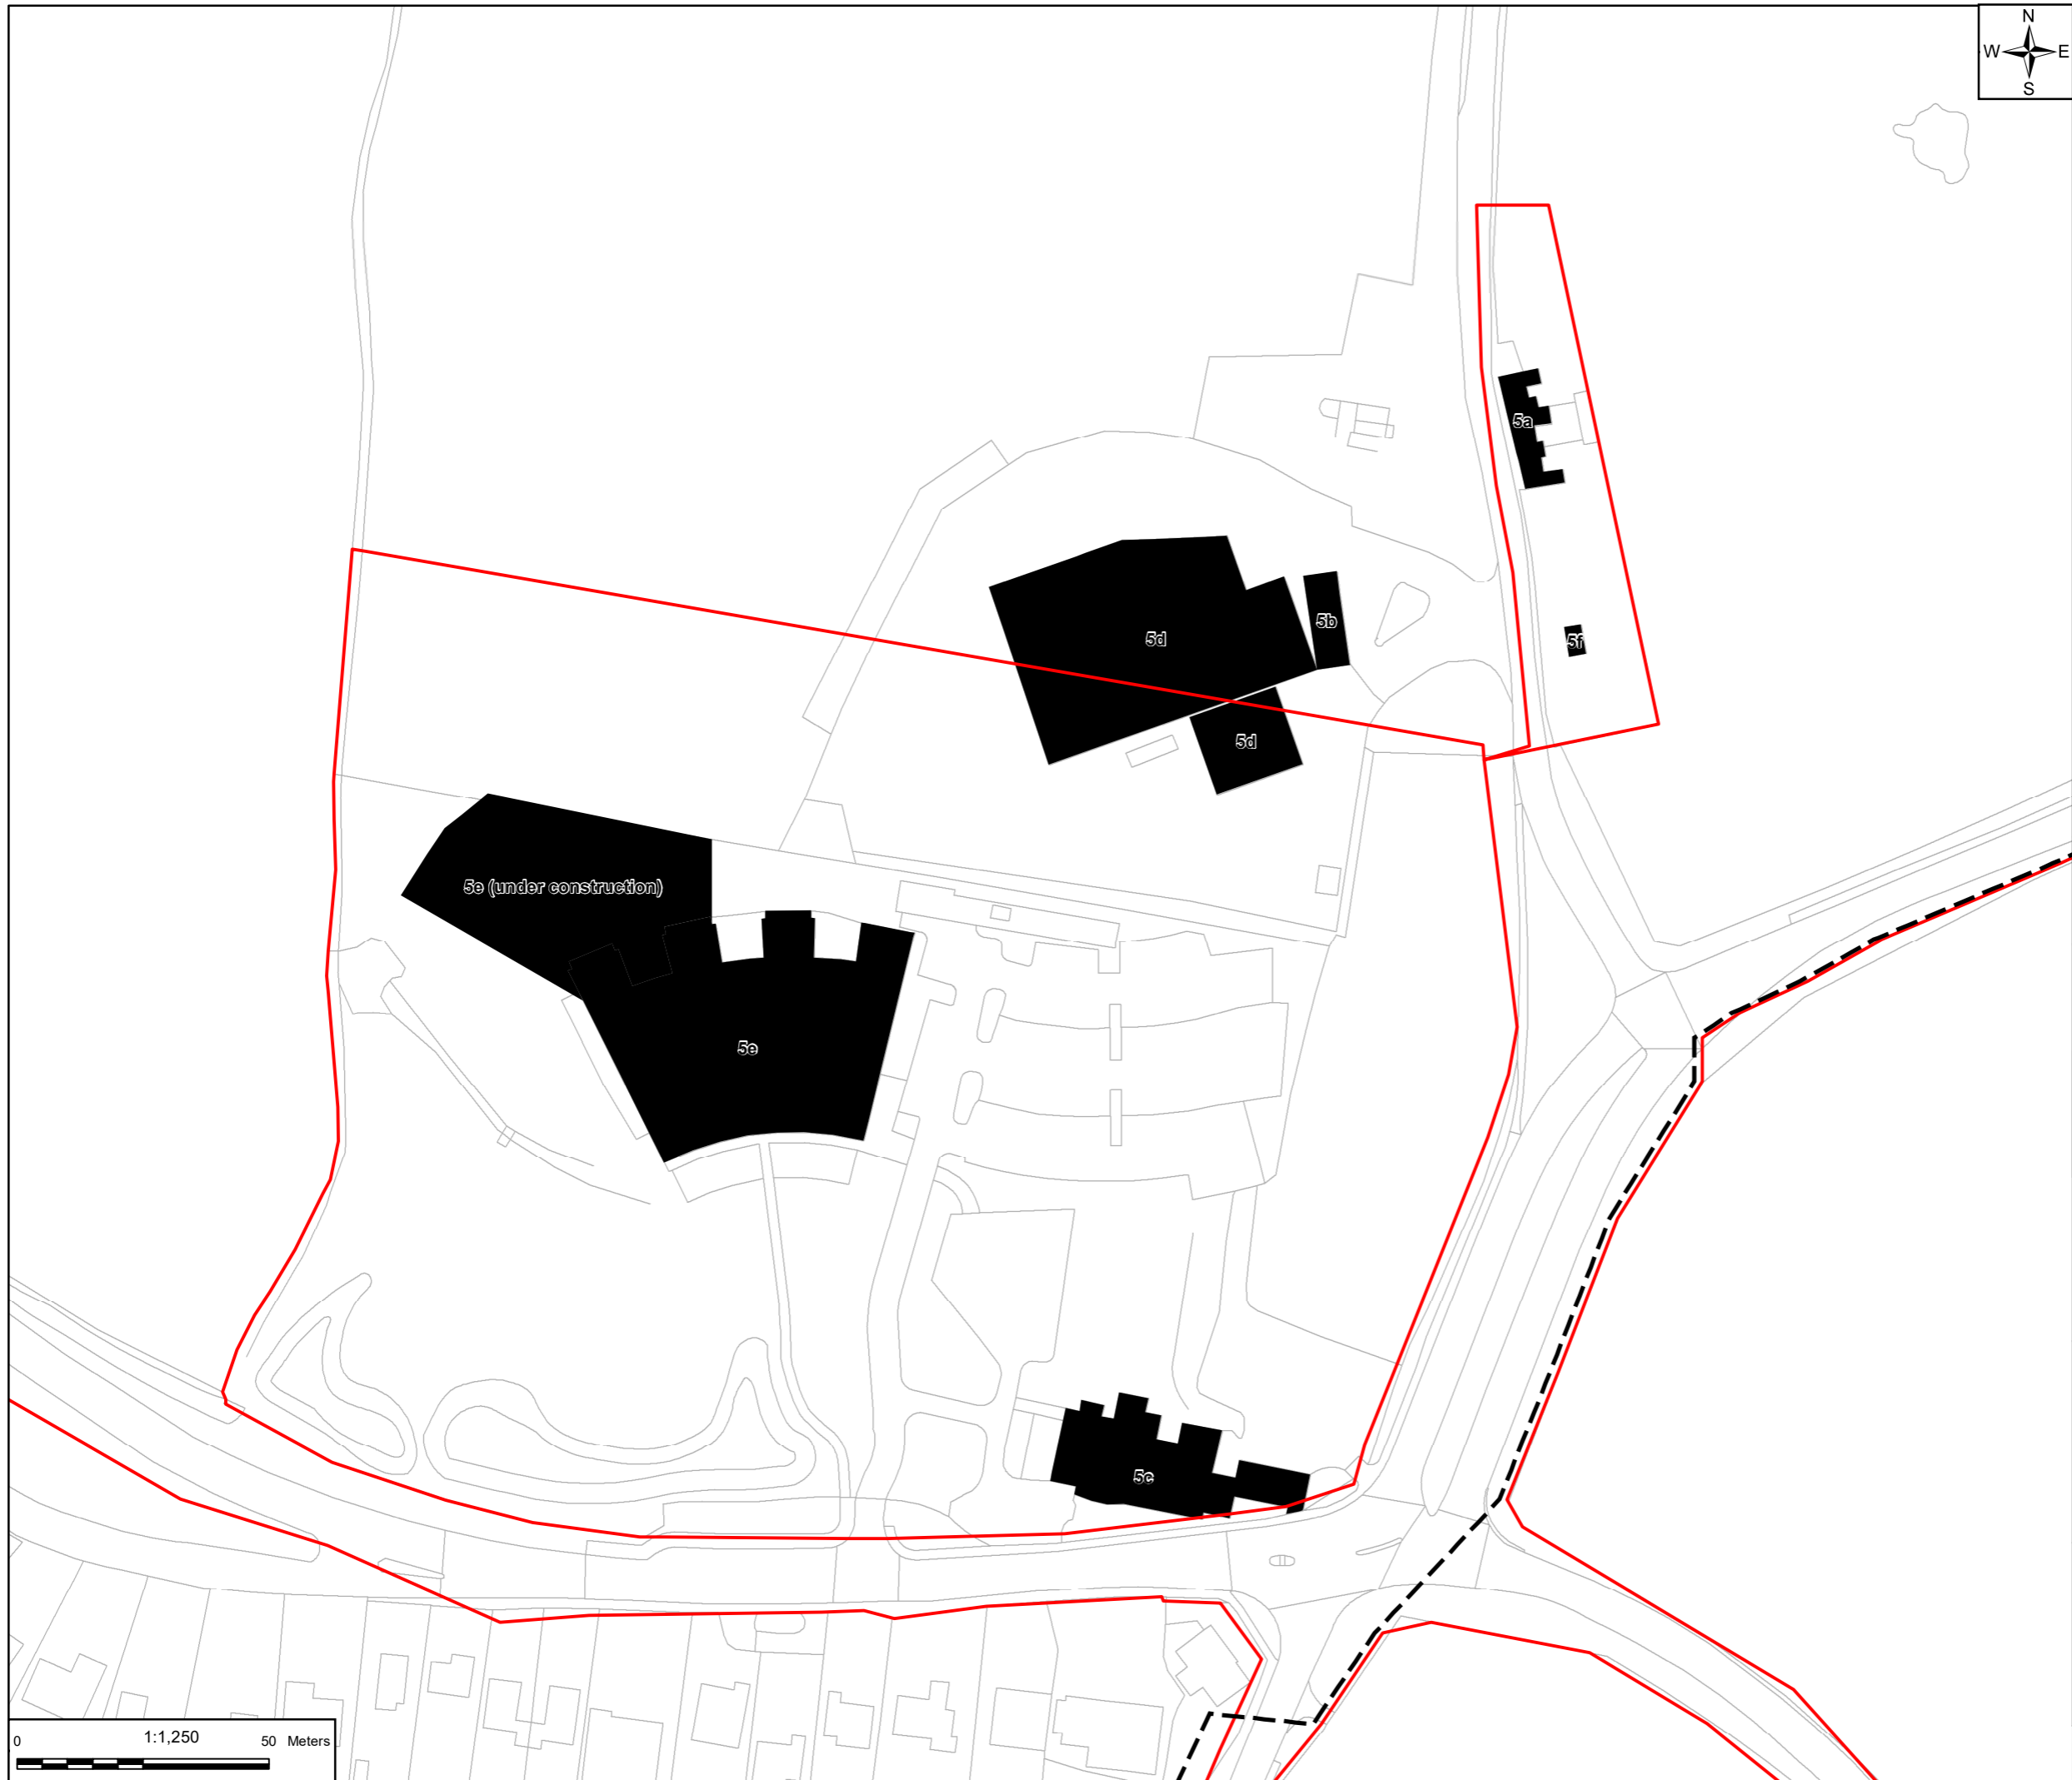 N
W E
S
5a
5b
5f
5d
5d
5e (under construction)
5e
5c
1:1,250
0 50 Meters